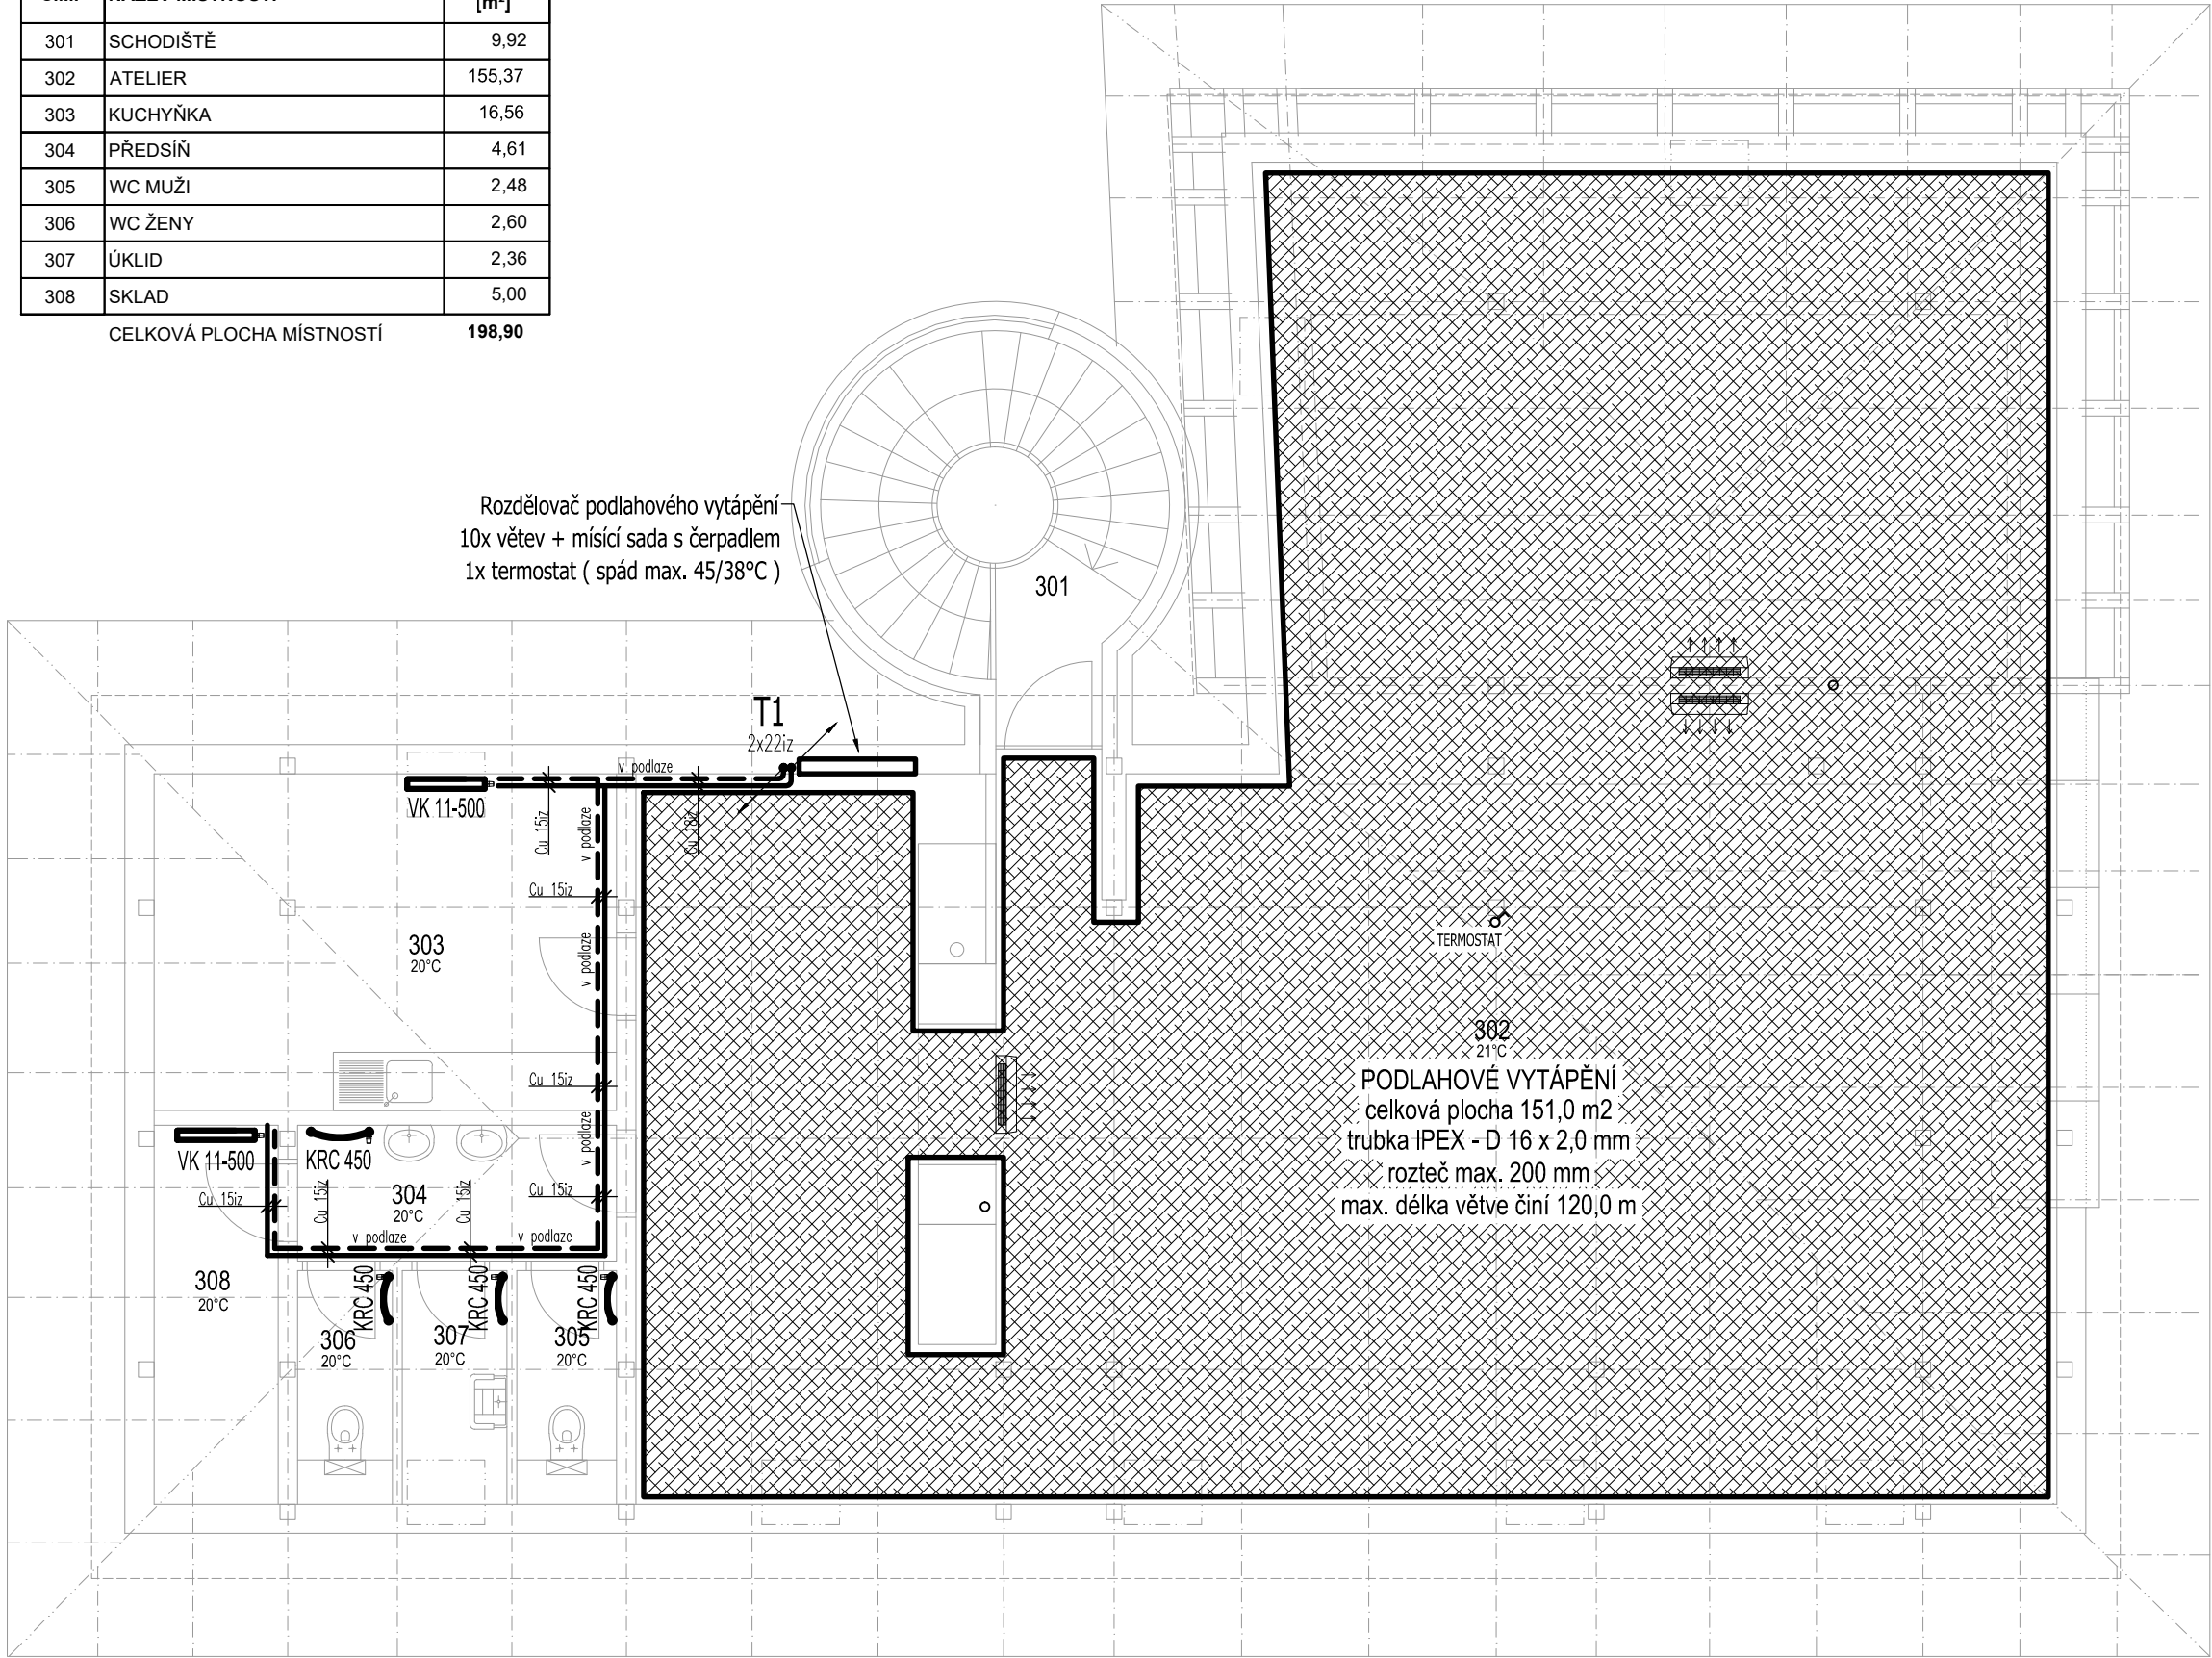 [m²]
301 SCHODIŠTĚ 9,92
302 ATELIER 155,37
303 KUCHYŇKA 16,56
304 PŘEDSÍŇ 4,61
305 WC MUŽI 2,48
306 WC ŽENY 2,60
307 ÚKLID 2,36
308 SKLAD 5,00
CELKOVÁ PLOCHA MÍSTNOSTÍ 198,90
Rozdělovač podlahového vytápění
10x větev + mísící sada s čerpadlem
1x termostat ( spád max. 45/38°C )
301
T1
2x22iz
v podlaze
VK 11-500
Cu 15iz
v podlaze
Cu 18iz
Cu 15iz
303
20°C
v podlaze
TERMOSTAT
302
21°C
PODLAHOVÉ VYTÁPĚNÍ
celková plocha 151,0 m2
trubka IPEX - D 16 x 2,0 mm
rozteč max. 200 mm
max. délka větve činí 120,0 m
Cu 15iz
v podlaze
VK 11-500
KRC 450
Cu 15iz
Cu 15iz
304
20°C
Cu 15iz
Cu 15iz
v podlaze
v podlaze
308
20°C
KRC 450
KRC 450
KRC 450
306
20°C
307
20°C
305
20°C